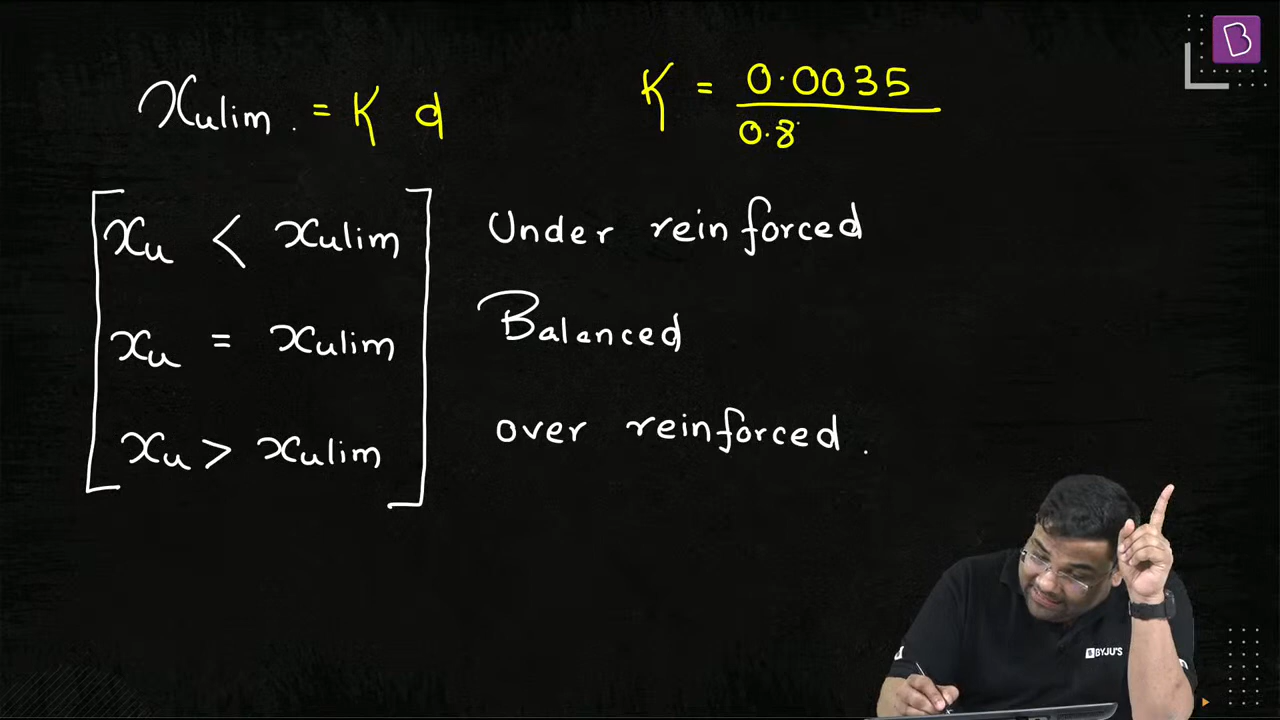 xulim. = K d
K = 0.0035
0.8
xu < xulim Under reinforced
xu = xulim Balanced
xu > xulim over reinforced.
B BYJU'S